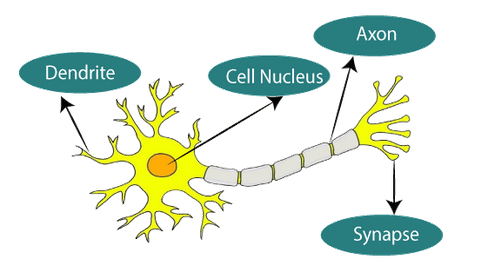 Axon
Dendrite
Cell Nucleus
Synapse